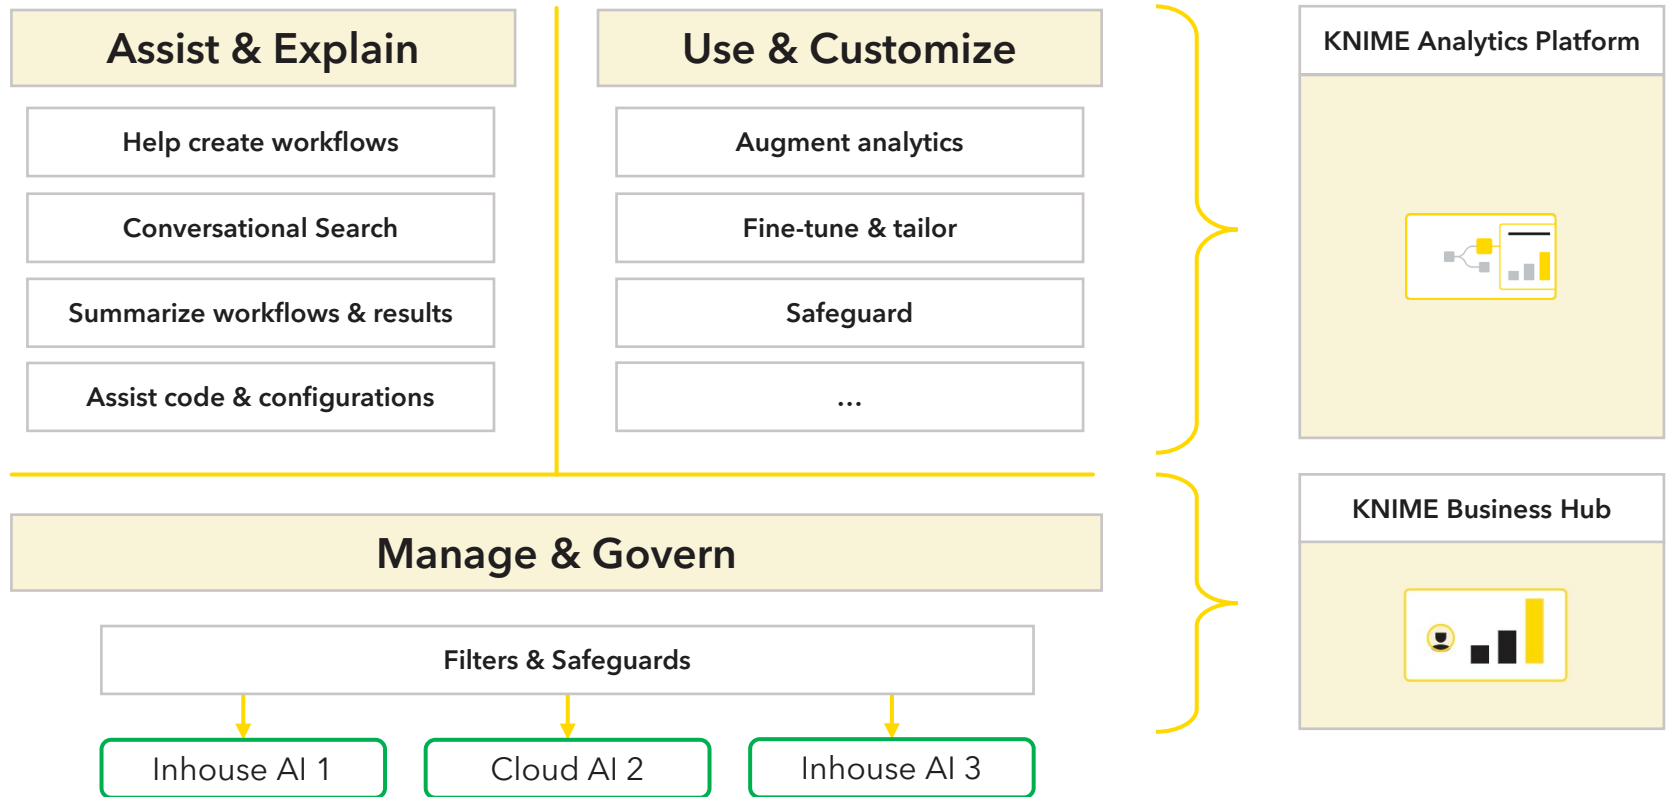 Assist & Explain
Help create workflows
Conversational Search
Summarize workflows & results
Assist code & configurations
Use & Customize
Augment analytics
Fine-tune & tailor
Safeguard
...
KNIME Analytics Platform
Manage & Govern
Filters & Safeguards
Inhouse AI 1
Cloud AI 2
Inhouse AI 3
KNIME Business Hub